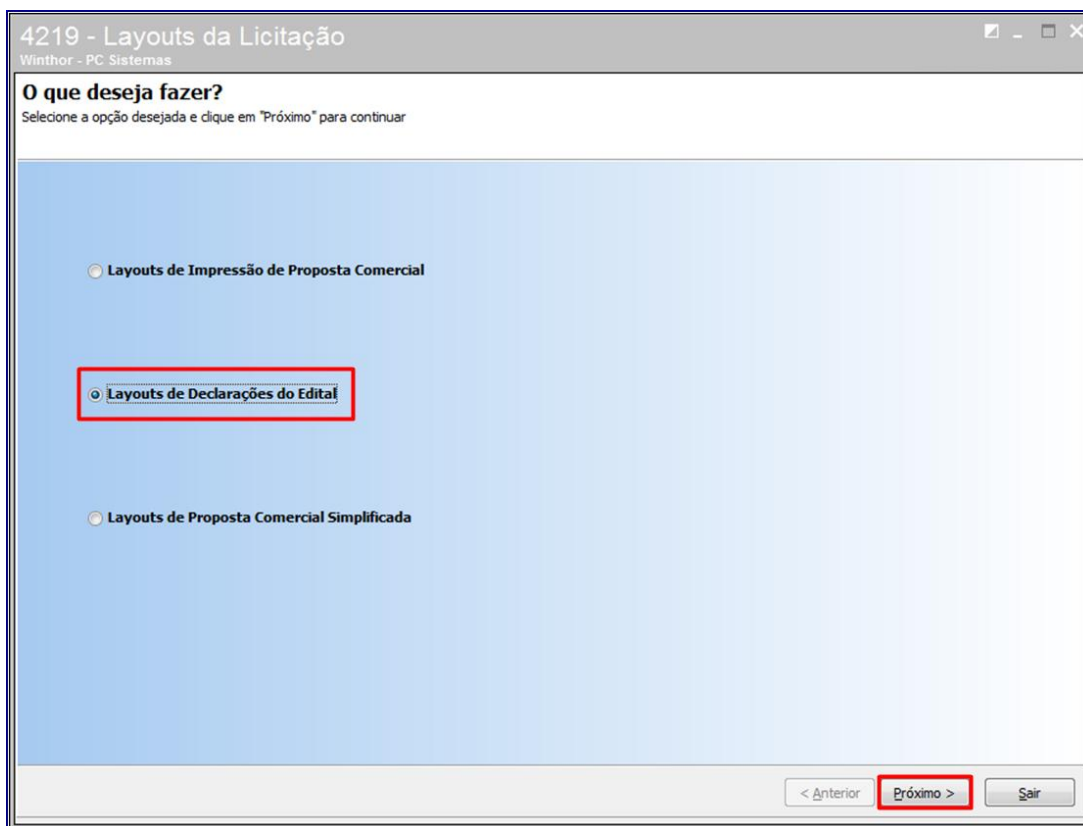 4219 - Layouts da Licitação
Winthor - PC Sistemas
O que deseja fazer?
Selecione a opção desejada e clique em "Próximo" para continuar
Layouts de Impressão de Proposta Comercial
Layouts de Declarações do Edital
Layouts de Proposta Comercial Simplificada
< Anterior Próximo > Sair